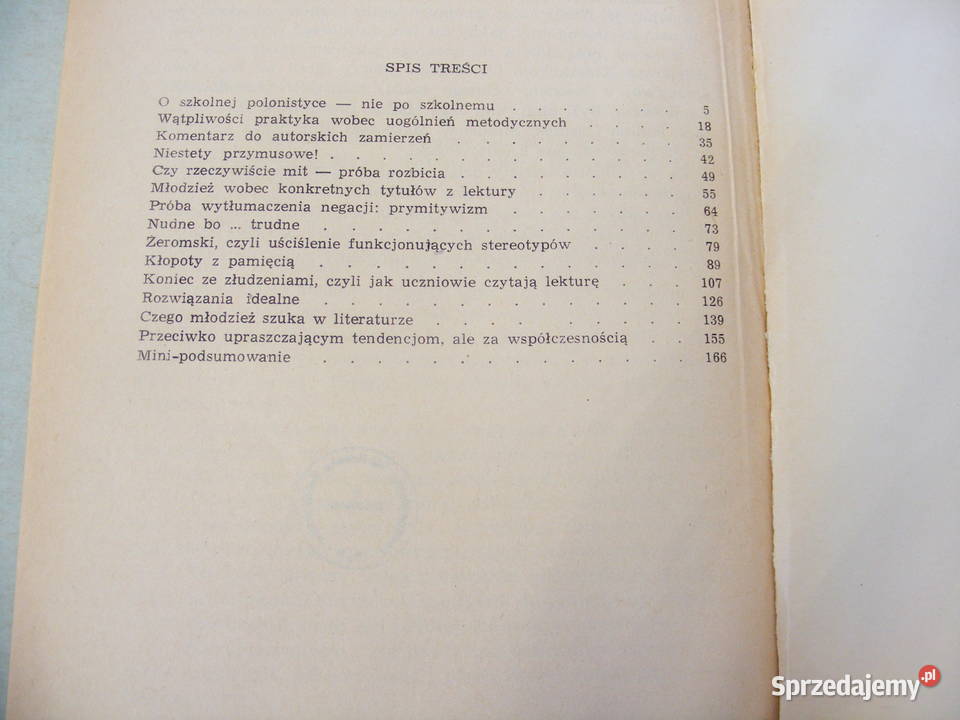 SPIS TREŚCI
O szkolnej polonistyce — nie po szkolnemu . . . . . . . 5
Wątpliwości praktyka wobec uogólnień metodycznych . . . . 18
Komentarz do autorskich zamierzeń . . . . . . . . . 35
Niestety przymusowe! . . . . . . . . . . . . . 42
Czy rzeczywiście mit — próba rozbicia . . . . . . . . . 49
Młodzież wobec konkretnych tytułów z lektury . . . . . . 55
Próba wytłumaczenia negacji: prymitywizm . . . . . . . 64
Nudne bo ... trudne . . . . . . . . . . . . . 73
Żeromski, czyli uściślenie funkcjonujących stereotypów . . . . 79
Kłopoty z pamięcią . . . . . . . . . . . . . 89
Koniec ze złudzeniami, czyli jak uczniowie czytają lekturę . . . 107
Rozwiązania idealne . . . . . . . . . . . . . 126
Czego młodzież szuka w literaturze . . . . . . . . . 139
Przeciwko upraszczającym tendencjom, ale za współczesnością . . 155
Mini-podsumowanie . . . . . . . . . . . . . 166
Sprzedajemy.pl